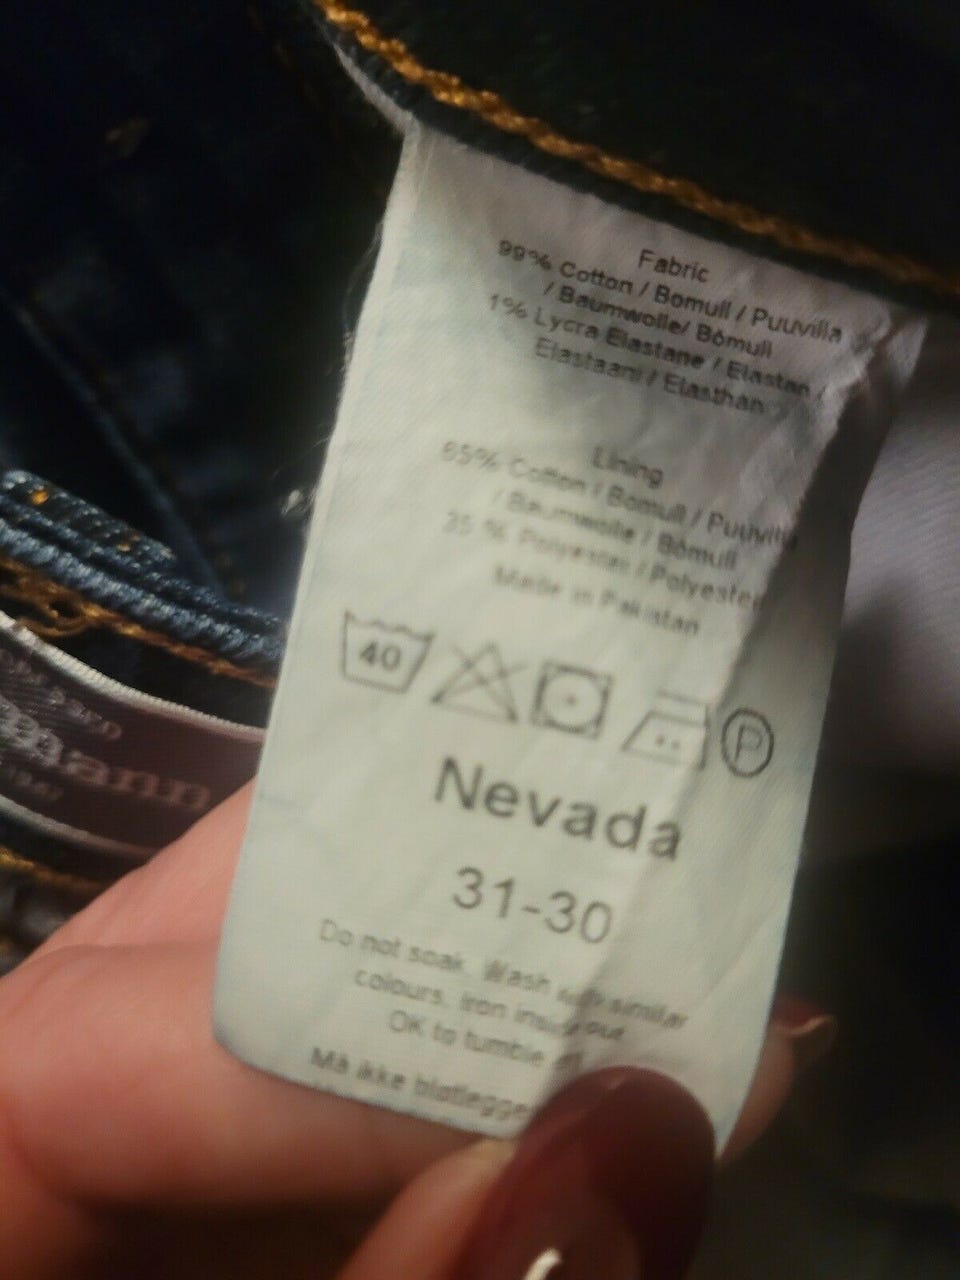 Fabric
99% Cotton / Bomull / Puuvilla
/ Baumwolle/ Bómull
1% Lycra Elastane / Elastan /
Elastaani / Elasthan
Lining
65% Cotton / Bomull / Puuvilla
/ Baumwolle / Bómull
35 % Polyester / Polyester
Made in Pakistan
40
P
Nevada
31-30
Do not soak. Wash with similar
colours. Iron inside out
OK to tumble
Må ikke bløtlegge
mann